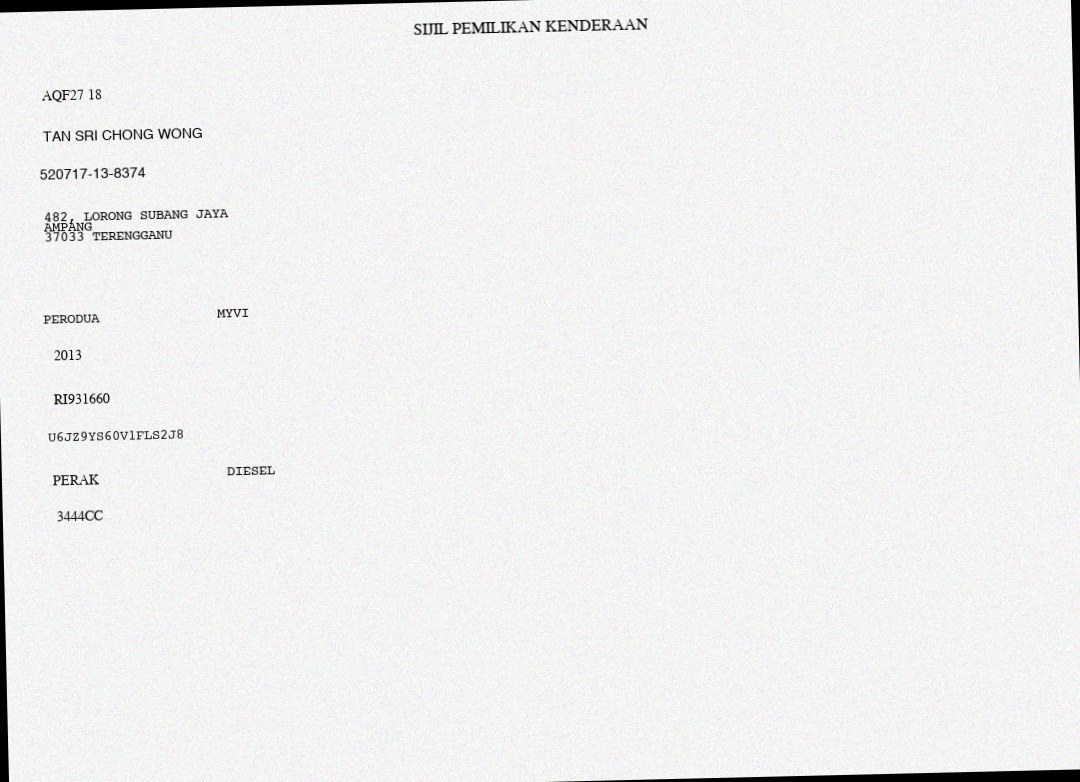 SIJIL PEMILIKAN KENDERAAN
AQF27 18
TAN SRI CHONG WONG
520717-13-8374
482, LORONG SUBANG JAYA
AMPANG
37033 TERENGGANU
PERODUA MYVI
2013
RI931660
U6JZ9YS60V1FLS2J8
PERAK DIESEL
3444CC